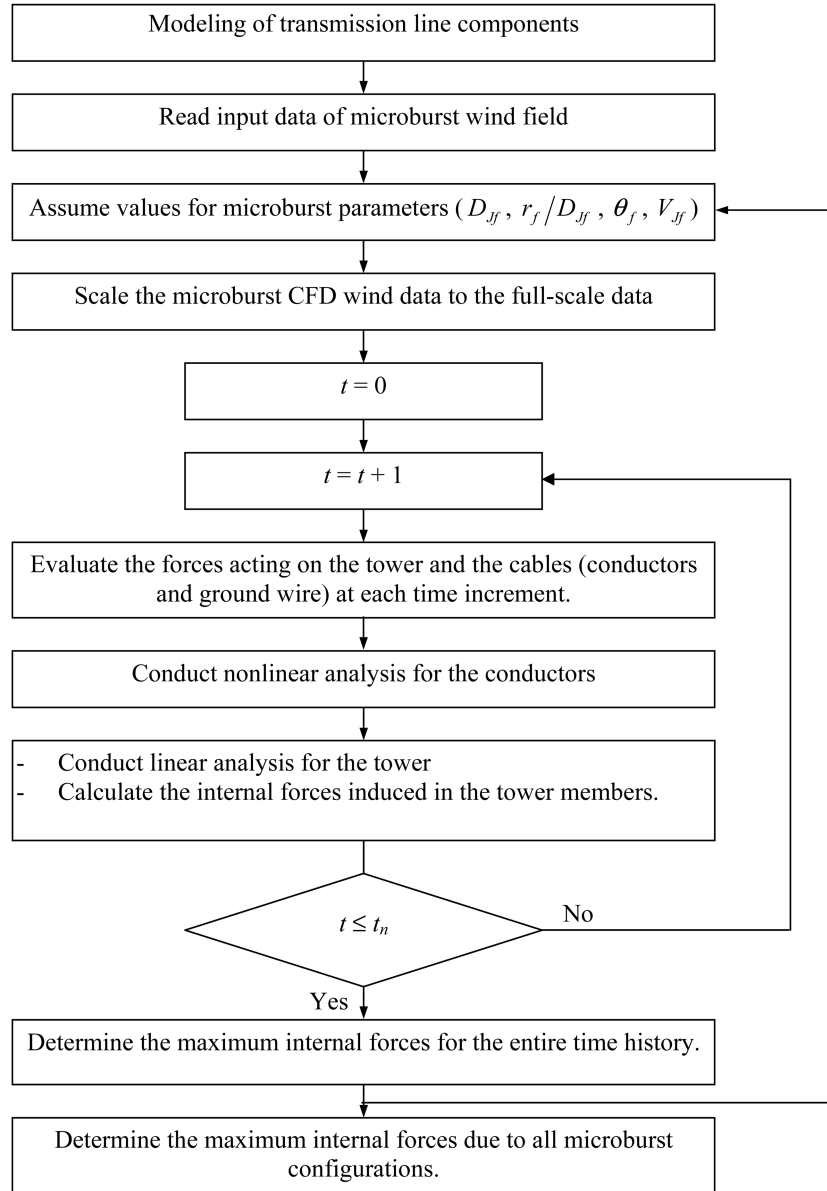 Modeling of transmission line components
Read input data of microburst wind field
Assume values for microburst parameters ( D_Jf , r_f / D_Jf , θ_f , V_Jf )
Scale the microburst CFD wind data to the full-scale data
t = 0
t = t + 1
Evaluate the forces acting on the tower and the cables (conductors
and ground wire) at each time increment.
Conduct nonlinear analysis for the conductors
- Conduct linear analysis for the tower
- Calculate the internal forces induced in the tower members.
t ≤ t_n
No
Yes
Determine the maximum internal forces for the entire time history.
Determine the maximum internal forces due to all microburst
configurations.